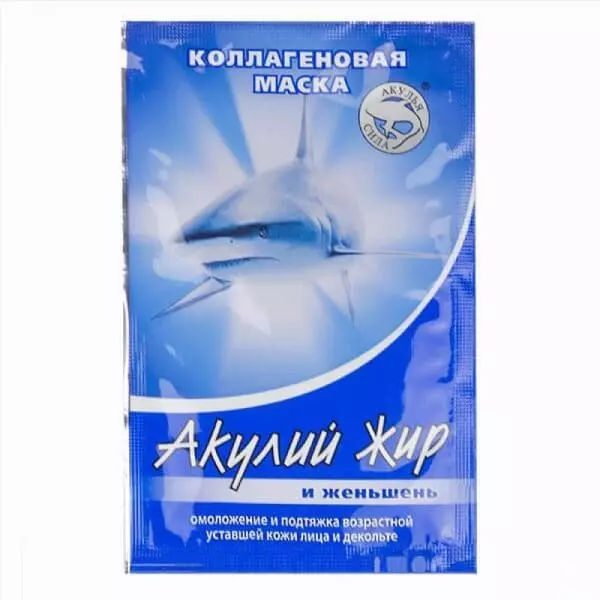 КОЛЛАГЕНОВАЯ
МАСКА
АКУЛЬЯ
СИЛА
®
Акулий Жир
и женьшень
омоложение и подтяжка возрастной
уставшей кожи лица и декольте